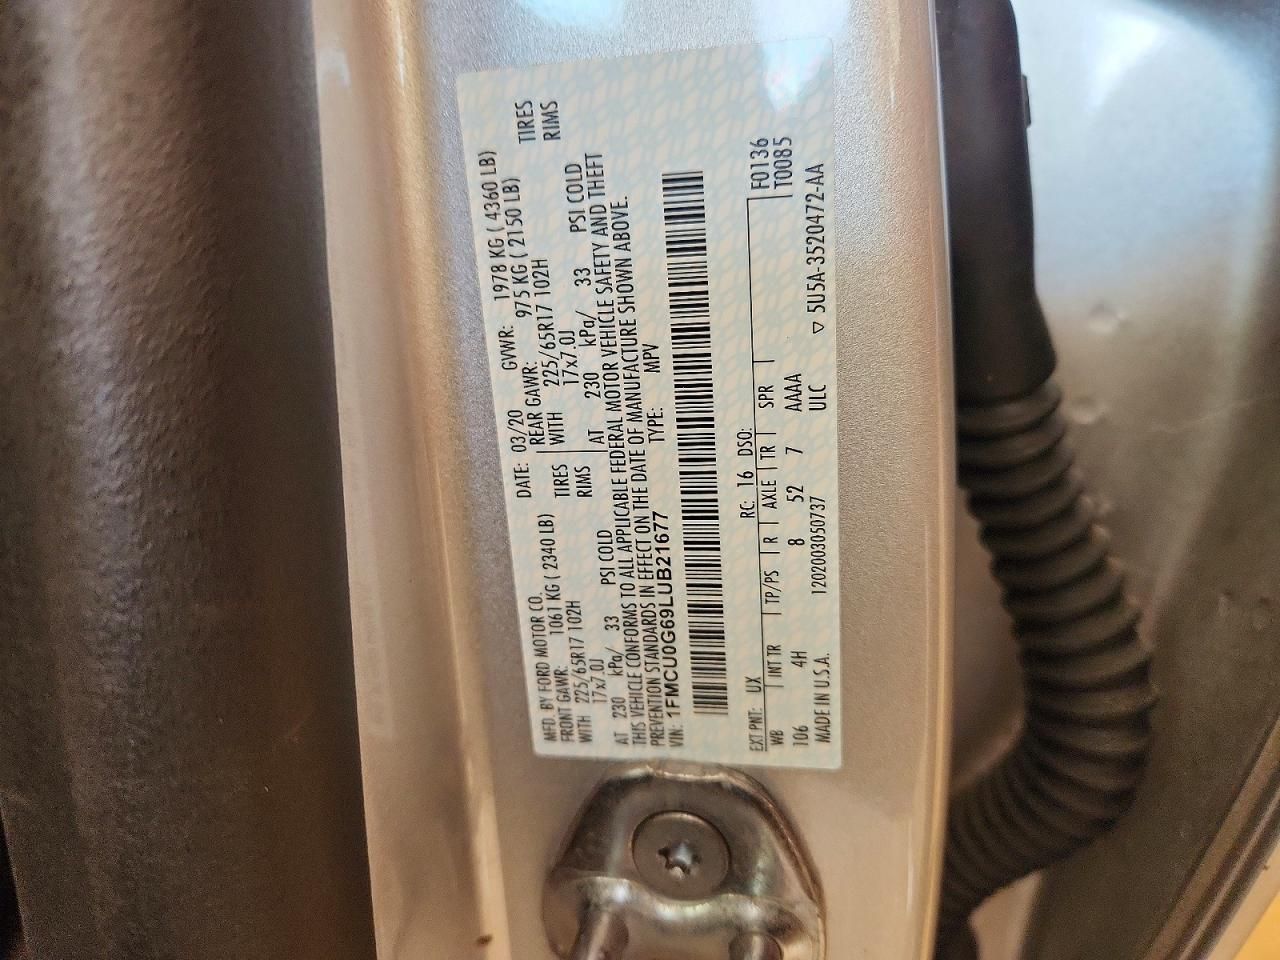 MFD. BY FORD MOTOR CO. DATE: 03/20 GVWR: 1978 KG ( 4360 LB)
FRONT GAWR: 1061 KG ( 2340 LB) REAR GAWR: 975 KG ( 2150 LB)
WITH 225/65R17 102H TIRES WITH 225/65R17 102H TIRES
17x7.0J RIMS 17x7.0J RIMS
AT 230 kPa/ 33 PSI COLD AT 230 kPa/ 33 PSI COLD
THIS VEHICLE CONFORMS TO ALL APPLICABLE FEDERAL MOTOR VEHICLE SAFETY AND THEFT
PREVENTION STANDARDS IN EFFECT ON THE DATE OF MANUFACTURE SHOWN ABOVE.
VIN: 1FMCU0G69LUB21677 TYPE: MPV
F0136
EXT PNT: UX RC: 16 DSO: T0085
WB INT TR TP/PS R AXLE TR SPR
106 4H 8 52 7 AAAA
MADE IN U.S.A. 1202003050737 ULC ▽ 5U5A-3520472-AA